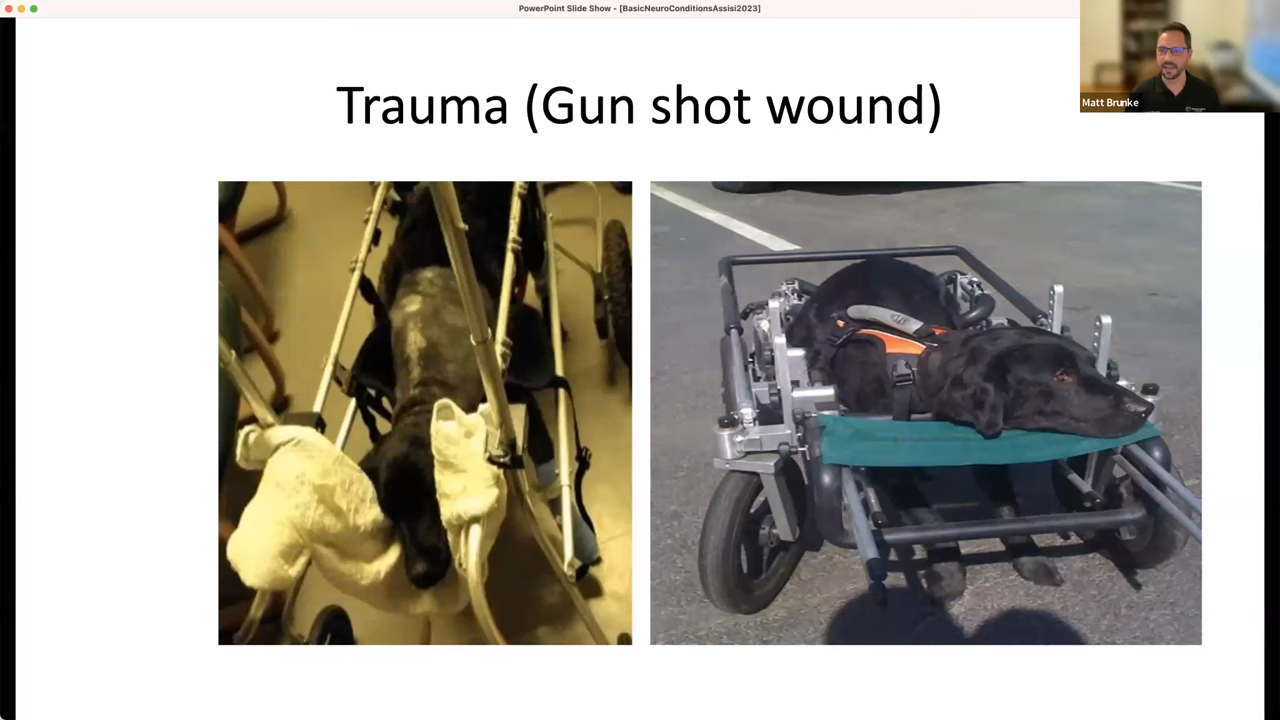 PowerPoint Slide Show - [BasicNeuroConditionsAssisi2023]
Trauma (Gun shot wound)
Matt Brunke